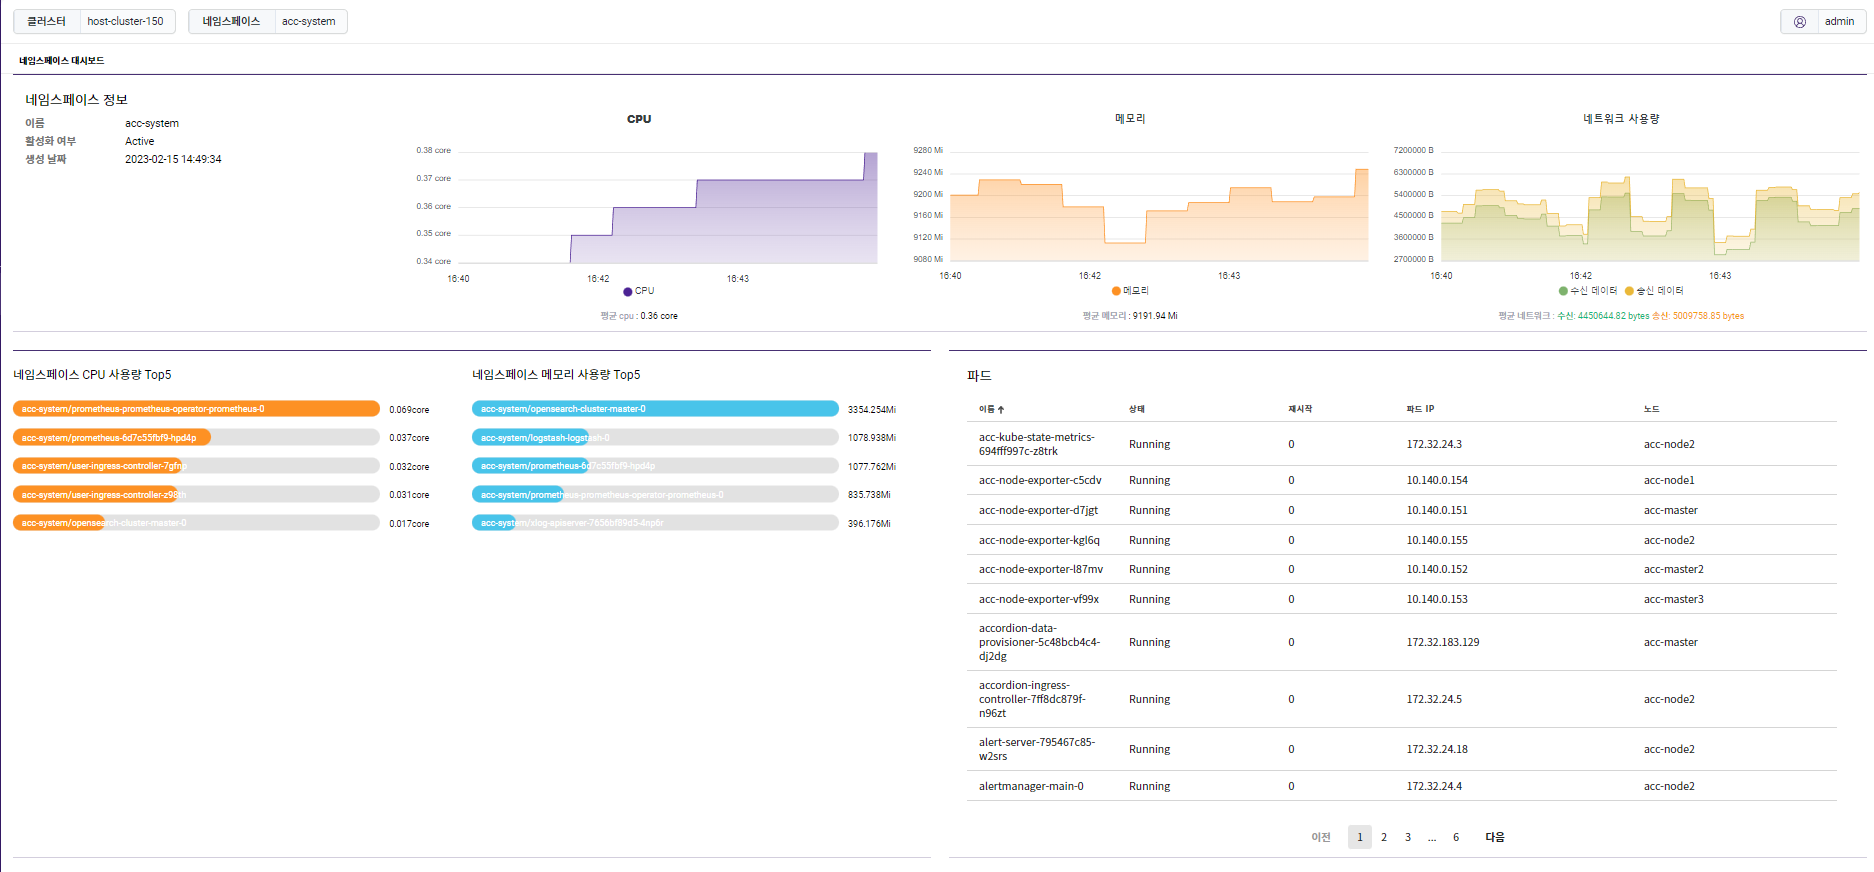 클러스터 host-cluster-150 네임스페이스 acc-system admin
네임스페이스 대시보드
네임스페이스 정보
이름 acc-system
활성화 여부 Active
생성 날짜 2023-02-15 14:49:34
CPU
0.38 core
0.37 core
0.36 core
0.35 core
0.34 core
16:40 16:42 16:43
CPU
평균 cpu : 0.36 core
메모리
9280 Mi
9240 Mi
9200 Mi
9160 Mi
9120 Mi
9080 Mi
16:40 16:42 16:43
메모리
평균 메모리 : 9191.94 Mi
네트워크 사용량
7200000 B
6300000 B
5400000 B
4500000 B
3600000 B
2700000 B
16:40 16:42 16:43
수신 데이터 송신 데이터
평균 네트워크 : 수신: 4450644.82 bytes 송신: 5009758.85 bytes
네임스페이스 CPU 사용량 Top5
acc-system/prometheus-prometheus-operator-prometheus-0 0.069core
acc-system/prometheus-6d7c55fbf9-hpd4p 0.037core
acc-system/user-ingress-controller-7gfnp 0.032core
acc-system/user-ingress-controller-z98th 0.031core
acc-system/opensearch-cluster-master-0 0.017core
네임스페이스 메모리 사용량 Top5
acc-system/opensearch-cluster-master-0 3354.254Mi
acc-system/logstash-logstash-0 1078.938Mi
acc-system/prometheus-6d7c55fbf9-hpd4p 1077.762Mi
acc-system/prometheus-prometheus-operator-prometheus-0 835.738Mi
acc-system/xlog-apiserver-7656bf89d5-4np6r 396.176Mi
파드
이름 ↑ 상태 재시작 파드 IP 노드
acc-kube-state-metrics-
694fff997c-z8trk Running 0 172.32.24.3 acc-node2
acc-node-exporter-c5cdv Running 0 10.140.0.154 acc-node1
acc-node-exporter-d7jgt Running 0 10.140.0.151 acc-master
acc-node-exporter-kgl6q Running 0 10.140.0.155 acc-node2
acc-node-exporter-l87mv Running 0 10.140.0.152 acc-master2
acc-node-exporter-vf99x Running 0 10.140.0.153 acc-master3
accordion-data-
provisioner-5c48bcb4c4- Running 0 172.32.183.129 acc-master
dj2dg
accordion-ingress-
controller-7ff8dc879f- Running 0 172.32.24.5 acc-node2
n96zt
alert-server-795467c85-
w2srs Running 0 172.32.24.18 acc-node2
alertmanager-main-0 Running 0 172.32.24.4 acc-node2
이전 1 2 3 ... 6 다음